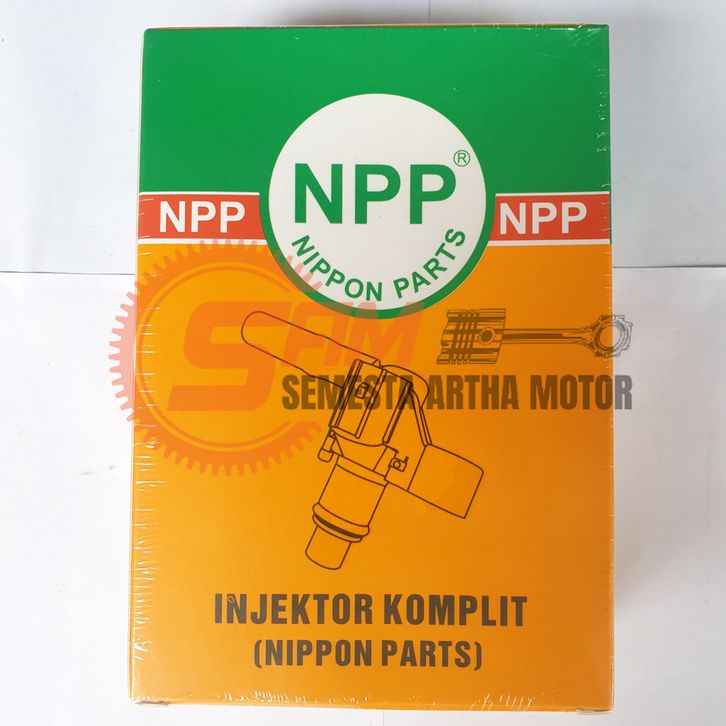 NPP®
NIPPON PARTS
NPP
NPP
SAM
SEMESTA ARTHA MOTOR
INJEKTOR KOMPLIT
(NIPPON PARTS)